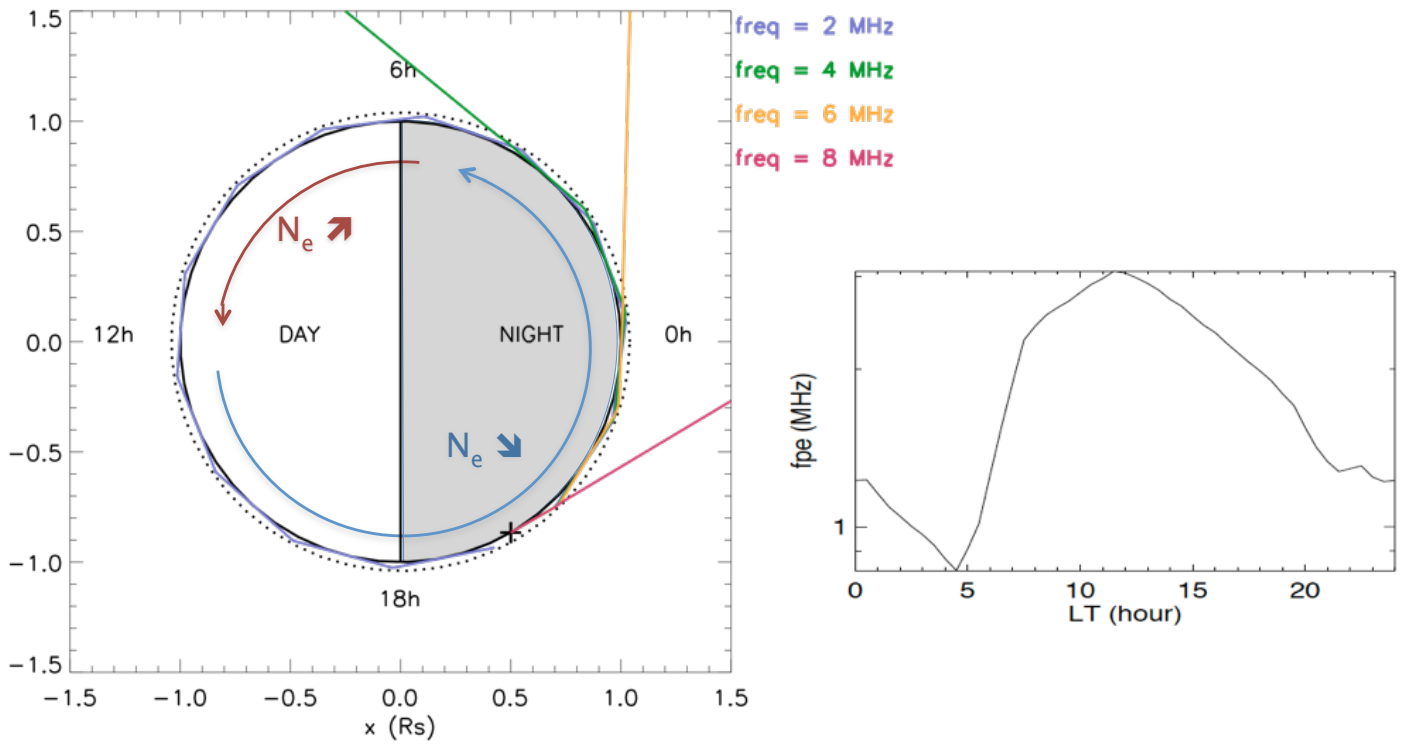 freq = 2 MHz
freq = 4 MHz
freq = 6 MHz
freq = 8 MHz
1.5
1.0
0.5
0.0
−0.5
−1.0
−1.5
6h
Ne
12h
DAY
NIGHT
0h
Ne
18h
−1.5
−1.0
−0.5
0.0
0.5
1.0
1.5
x (Rs)
fpe (MHz)
1
0
5
10
15
20
LT (hour)